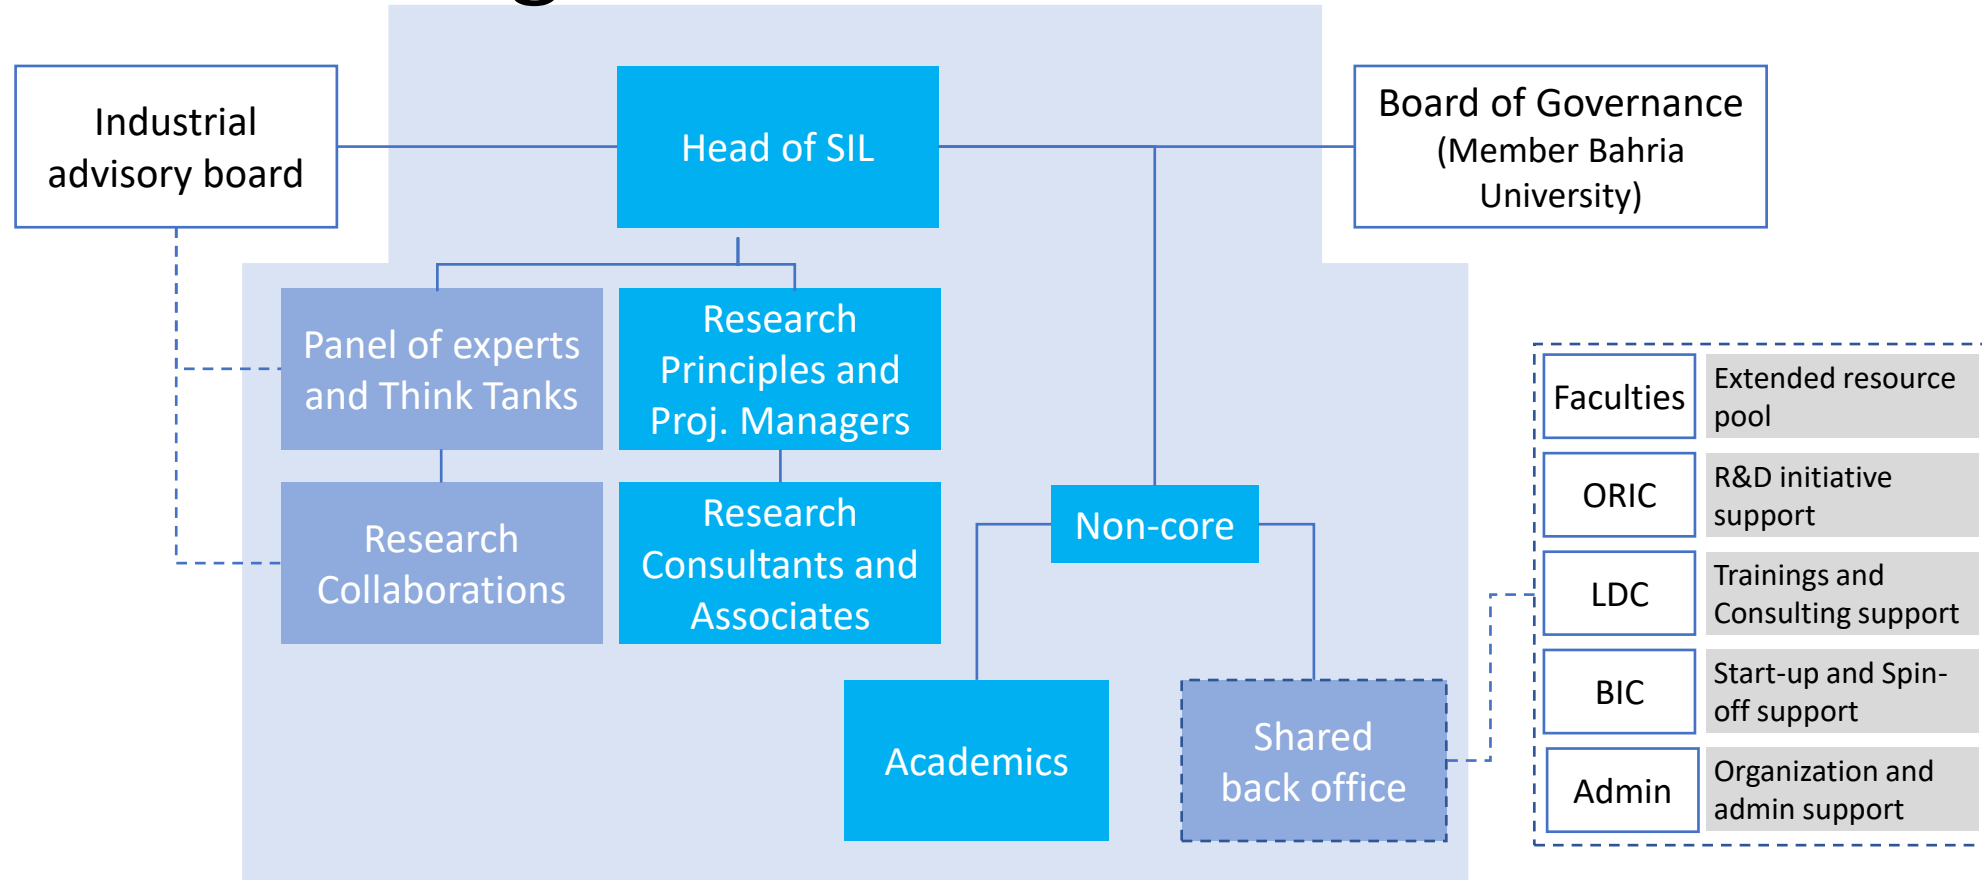 Industrial
advisory board
Head of SIL
Board of Governance
(Member Bahria
University)
Panel of experts
and Think Tanks
Research
Principles and
Proj. Managers
Research
Collaborations
Research
Consultants and
Associates
Non-core
Academics
Shared
back office
Faculties
Extended resource
pool
ORIC
R&D initiative
support
LDC
Trainings and
Consulting support
BIC
Start-up and Spin-
off support
Admin
Organization and
admin support